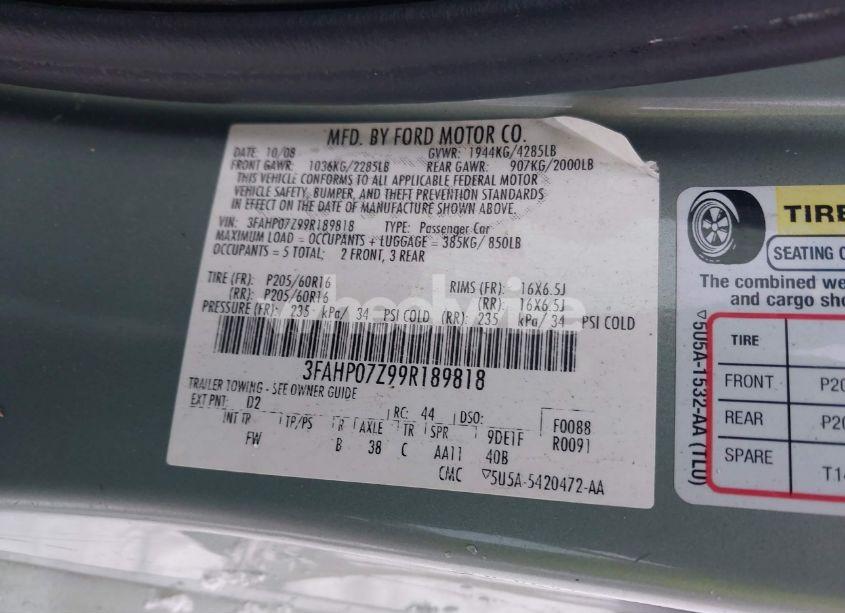 MFD. BY FORD MOTOR CO.
DATE: 10/08 GVWR: 1944KG/4285LB
FRONT GAWR: 1036KG/2285LB REAR GAWR: 907KG/2000LB
THIS VEHICLE CONFORMS TO ALL APPLICABLE FEDERAL MOTOR
VEHICLE SAFETY, BUMPER, AND THEFT PREVENTION STANDARDS
IN EFFECT ON THE DATE OF MANUFACTURE SHOWN ABOVE.
VIN: 3FAHP07Z99R189818 TYPE: Passenger Car
MAXIMUM LOAD = OCCUPANTS + LUGGAGE = 385KG/ 850LB
OCCUPANTS = 5 TOTAL: 2 FRONT, 3 REAR
TIRE (FR): P205/60R16 RIMS (FR): 16X6.5J
(RR): P205/60R16 (RR): 16X6.5J
PRESSURE (FR): 235 kPa/ 34 PSI COLD (RR): 235 kPa/ 34 PSI COLD
3FAHP07Z99R189818
TRAILER TOWING - SEE OWNER GUIDE
EXT PNT: D2 RC: 44 DSO: F0088
R0091
INT TR TP/PS R AXLE TR SPR 9DE1F
FW B 38 C AA11 40B
CMC 5U5A-5420472-AA
TIRE
SEATING
The combined
and cargo
5U5A-1532-AA (TLU)
TIRE
FRONT P20
REAR P20
SPARE T1